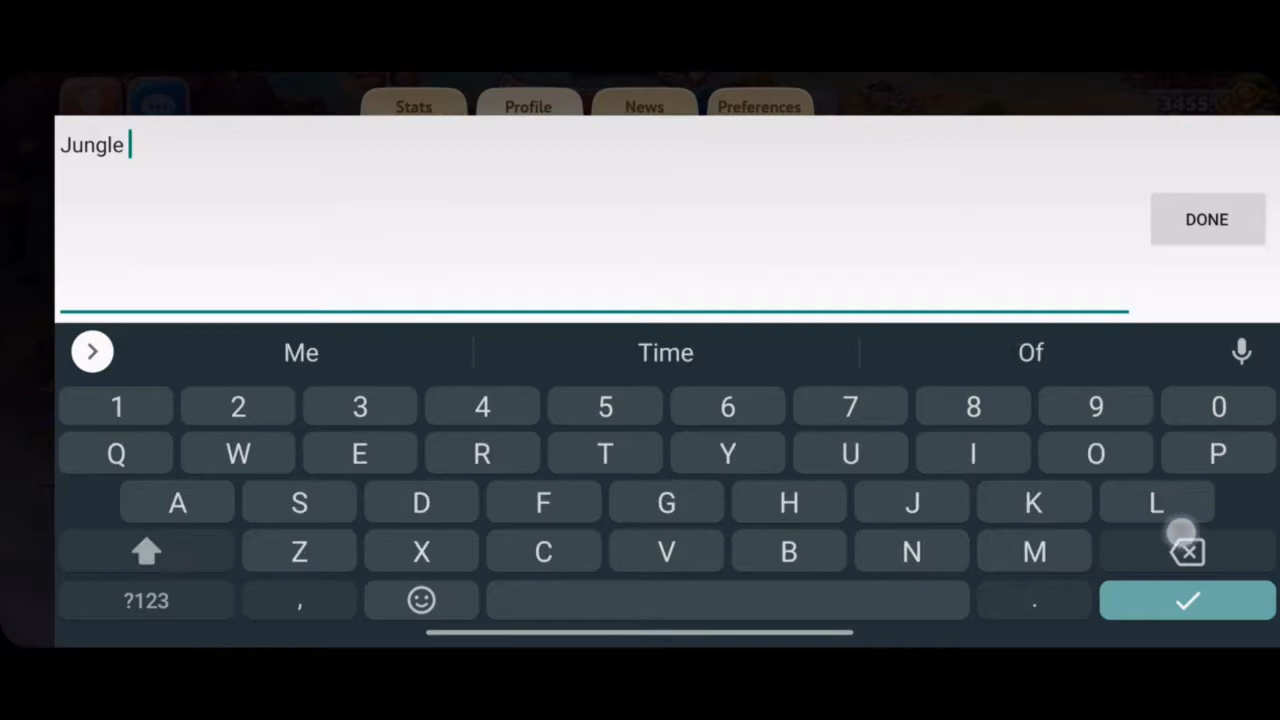 Stats Profile News Preferences
3455
Jungle
DONE
Me Time Of
1 2 3 4 5 6 7 8 9 0
Q W E R T Y U I O P
A S D F G H J K L
Z X C V B N M
?123 , .